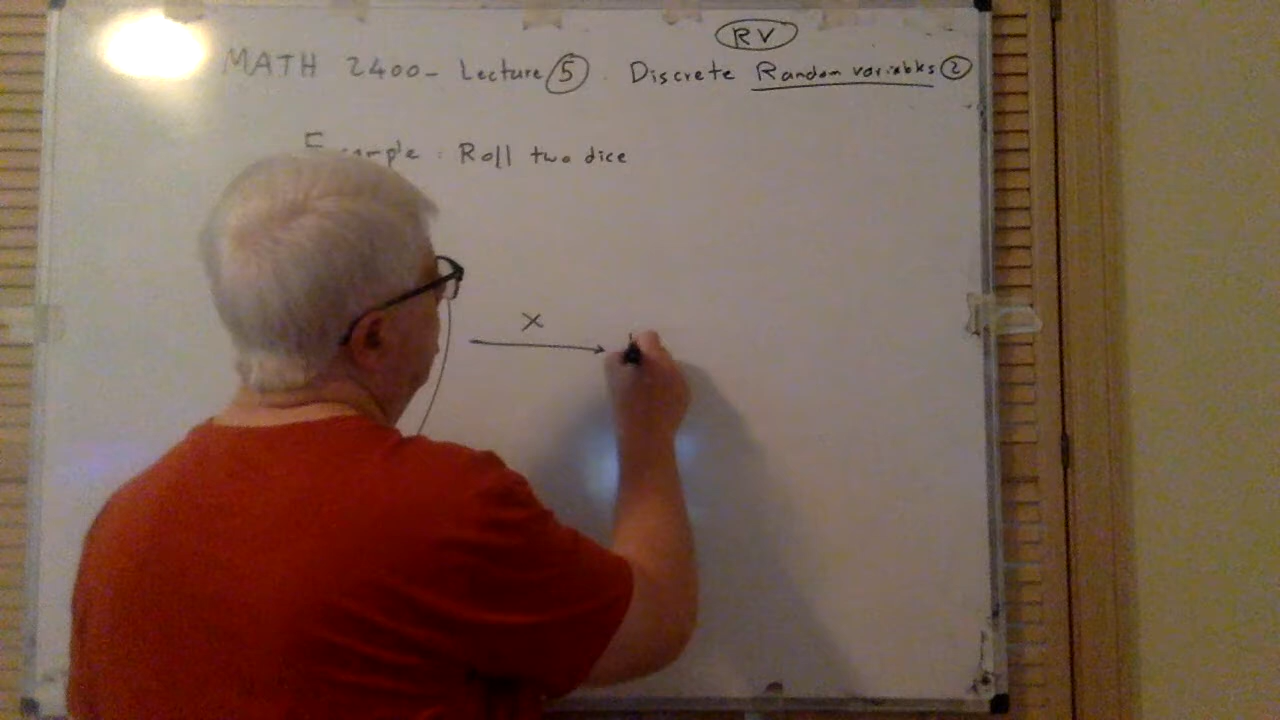 RV
MATH 2400- Lecture 5. Discrete Random variables 2
Example: Roll two dice
X